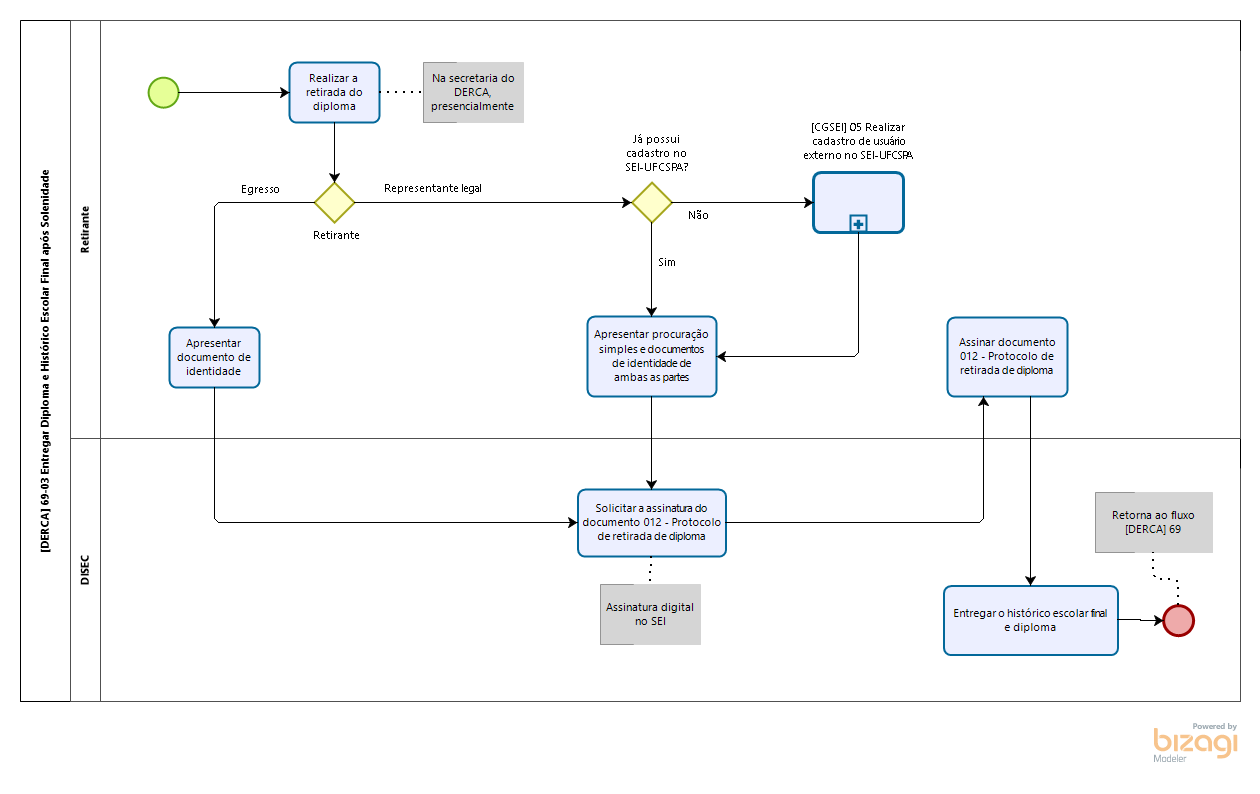 [DERCA] 69-03 Entregar Diploma e Histórico Escolar Final após Solenidade
Retirante
Realizar a
retirada do
diploma
Na secretaria do
DERCA,
presencialmente
Já possui
cadastro no
SEI-UFCSPA?
[CGSEI] 05 Realizar
cadastro de usuário
externo no SEI-UFCSPA
Egresso
Representante legal
Retirante
Não
Sim
Apresentar
documento de
identidade
Apresentar procuração
simples e documentos
de identidade de
ambas as partes
Assinar documento
012 - Protocolo de
retirada de diploma
DISEC
Solicitar a assinatura do
documento 012 - Protocolo
de retirada de diploma
Assinatura digital
no SEI
Retorna ao fluxo
[DERCA] 69
Entregar o histórico escolar final
e diploma
Powered by
bizagi
Modeler